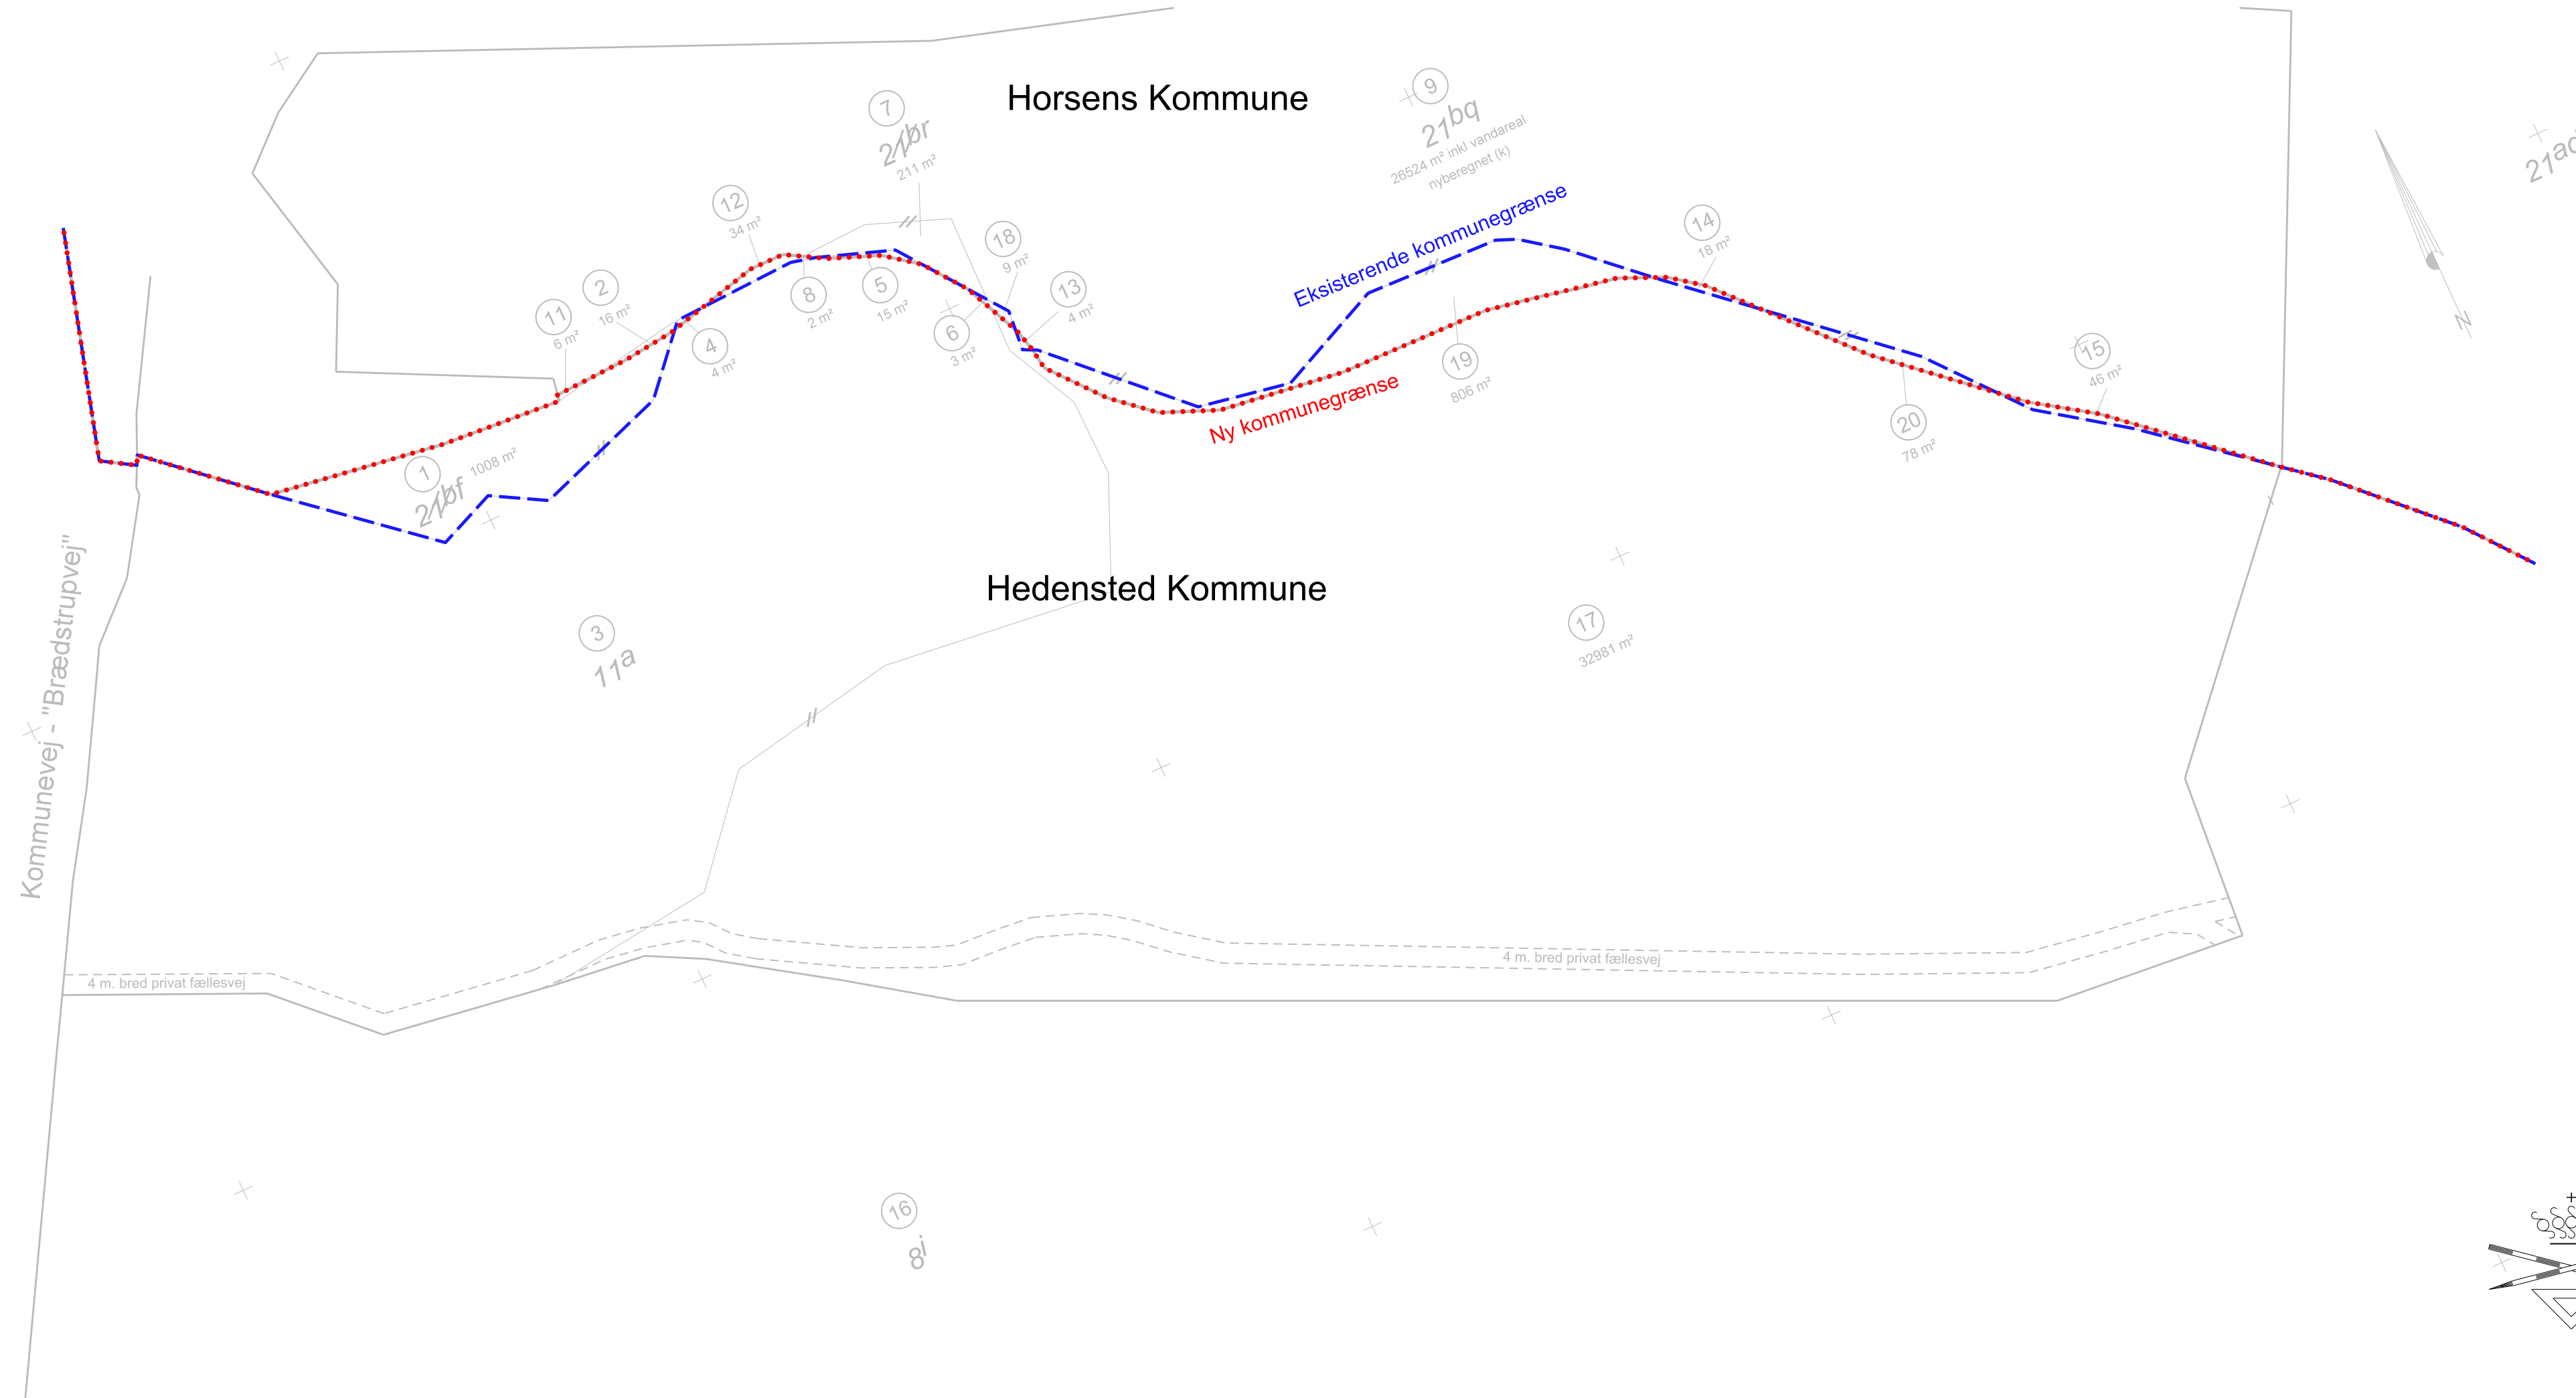 Horsens Kommune
7
21br
211 m²
9
21bq
26524 m² inkl vandareal
nyberegnet (k)
21
12
34 m²
18
9 m²
14
18 m²
Eksisterende kommunegrænse
N
11
6 m²
2
16 m²
4
4 m²
8
2 m²
5
15 m²
6
3 m²
13
4 m²
19
806 m²
Ny kommunegrænse
20
78 m²
15
46 m²
1
21bf
1008 m²
Hedensted Kommune
3
11a
17
32981 m²
Kommunevej - "Brædstrupvej"
4 m. bred privat fællesvej
4 m. bred privat fællesvej
16
8i